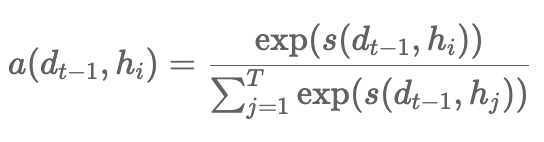 a(d_{t−1}, h_i) = \frac{exp(s(d_{t−1}, h_i))}{\sum_{j=1}^{T} exp(s(d_{t−1}, h_j))}